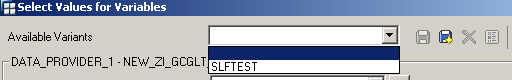 Select Values for Variables
Available Variants
DATA_PROVIDER_1 - NEW_ZI_GCGLT
SLFTEST